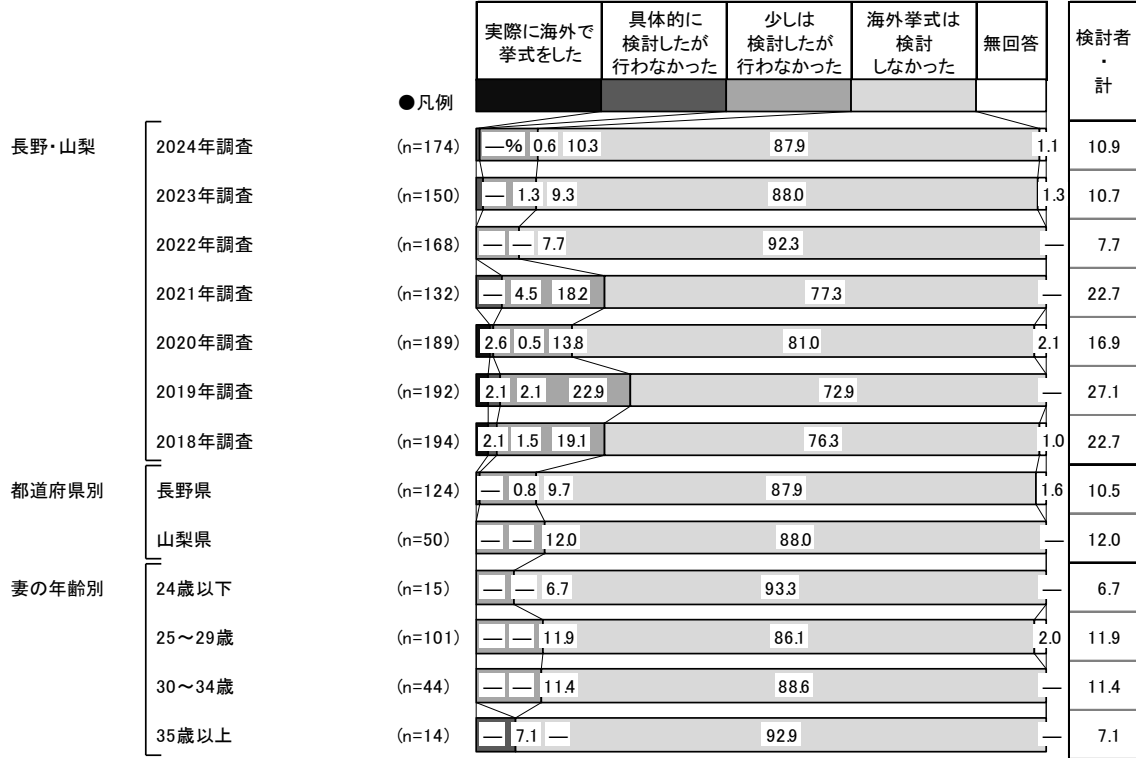 実際に海外で
挙式をした
具体的に
検討したが
行わなかった
少しは
検討したが
行わなかった
海外挙式は
検討
しなかった
無回答
検討者
・
計
●凡例
長野・山梨 2024年調査 (n=174) —% 0.6 10.3 87.9 1.1 10.9
2023年調査 (n=150) — 1.3 9.3 88.0 1.3 10.7
2022年調査 (n=168) — — 7.7 92.3 — 7.7
2021年調査 (n=132) — 4.5 18.2 77.3 — 22.7
2020年調査 (n=189) 2.6 0.5 13.8 81.0 2.1 16.9
2019年調査 (n=192) 2.1 2.1 22.9 72.9 — 27.1
2018年調査 (n=194) 2.1 1.5 19.1 76.3 1.0 22.7
都道府県別 長野県 (n=124) — 0.8 9.7 87.9 1.6 10.5
山梨県 (n=50) — — 12.0 88.0 — 12.0
妻の年齢別 24歳以下 (n=15) — — 6.7 93.3 — 6.7
25～29歳 (n=101) — — 11.9 86.1 2.0 11.9
30～34歳 (n=44) — — 11.4 88.6 — 11.4
35歳以上 (n=14) — 7.1 — 92.9 — 7.1